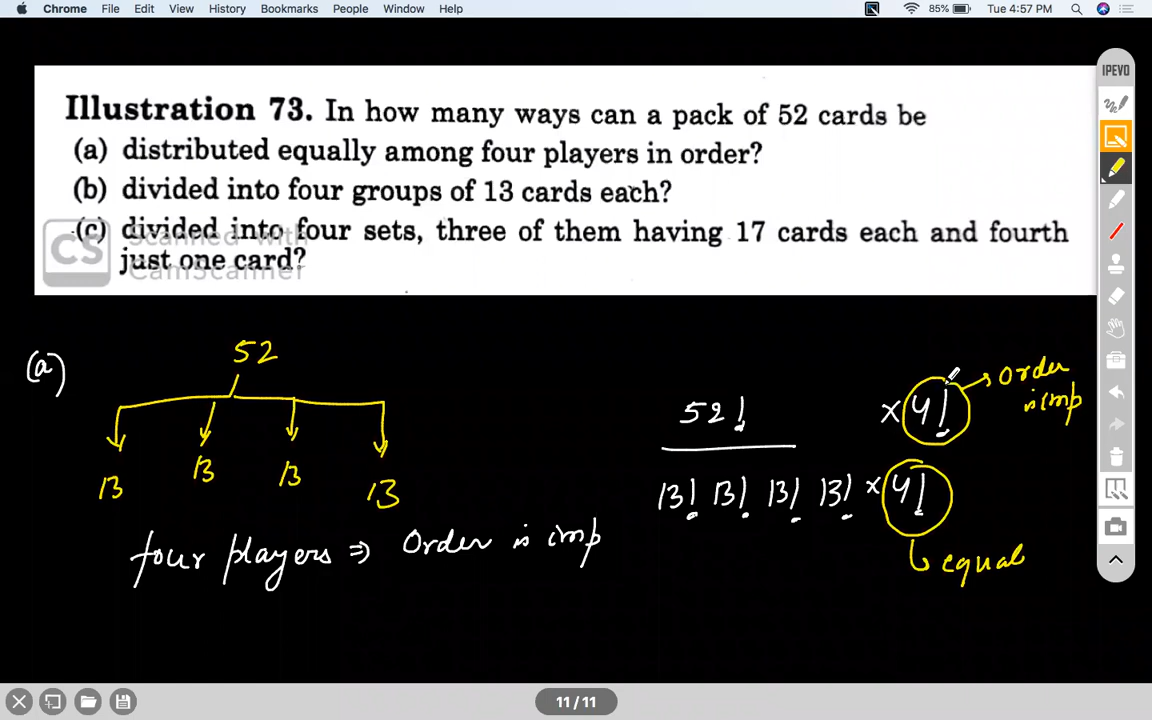 Chrome File Edit View History Bookmarks People Window Help 85% Tue 4:57 PM
IPEVO
Illustration 73. In how many ways can a pack of 52 cards be
(a) distributed equally among four players in order?
(b) divided into four groups of 13 cards each?
(c) divided into four sets, three of them having 17 cards each and fourth
just one card?
CS Scanned with
CamScanner
(a)
52
13 13 13 13
four players ⇒ Order is imp
52! × 4! → order
is imp
13! 13! 13! 13! × 4!
equal
11 / 11